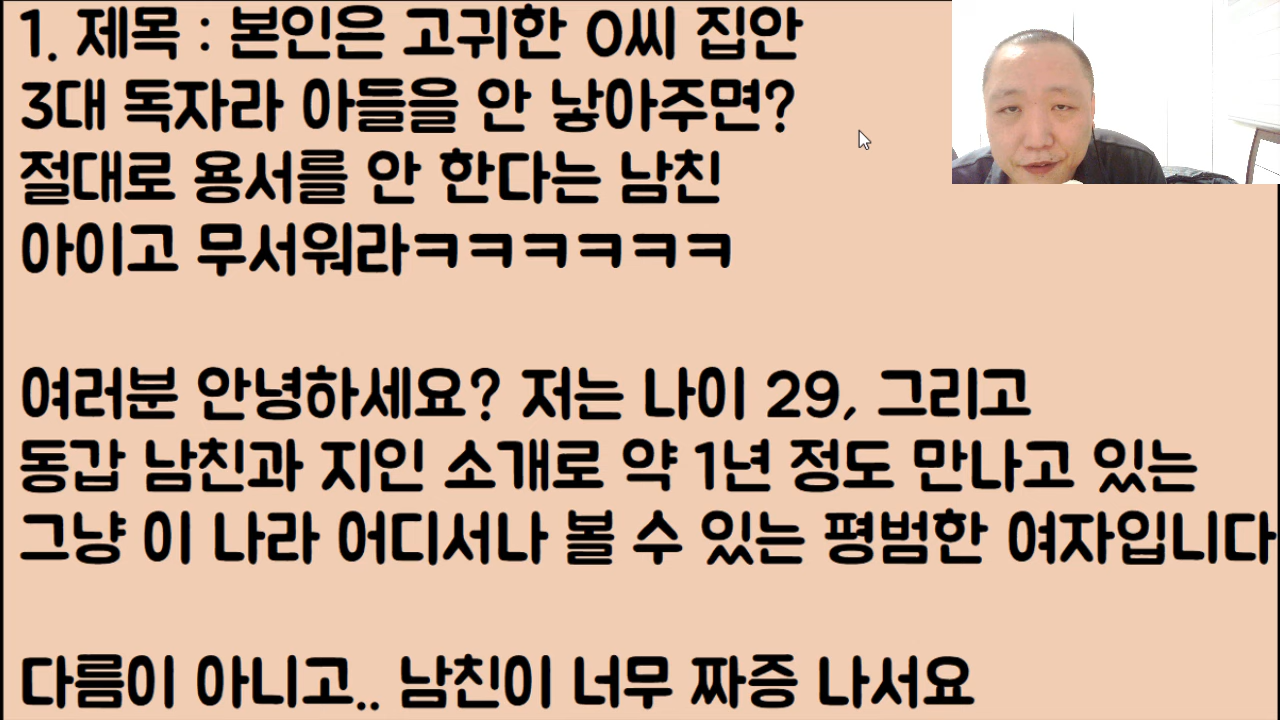 1. 제목 : 본인은 고귀한 0씨 집안
3대 독자라 아들을 안 낳아주면?
절대로 용서를 안 한다는 남친
아이고 무서워라ㅋㅋㅋㅋㅋㅋ
여러분 안녕하세요? 저는 나이 29, 그리고
동갑 남친과 지인 소개로 약 1년 정도 만나고 있는
그냥 이 나라 어디서나 볼 수 있는 평범한 여자입니다
다름이 아니고.. 남친이 너무 짜증 나서요